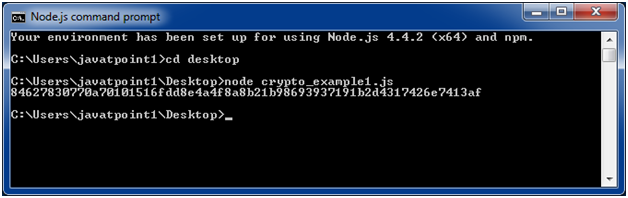 Node.js command prompt
Your environment has been set up for using Node.js 4.4.2 (x64) and npm.
C:\Users\javatpoint1>cd desktop
C:\Users\javatpoint1\Desktop>node crypto_example1.js
84627830770a70101516fdd8e4a4f8a8b21b98693937191b2d4317426e7413af
C:\Users\javatpoint1\Desktop>_